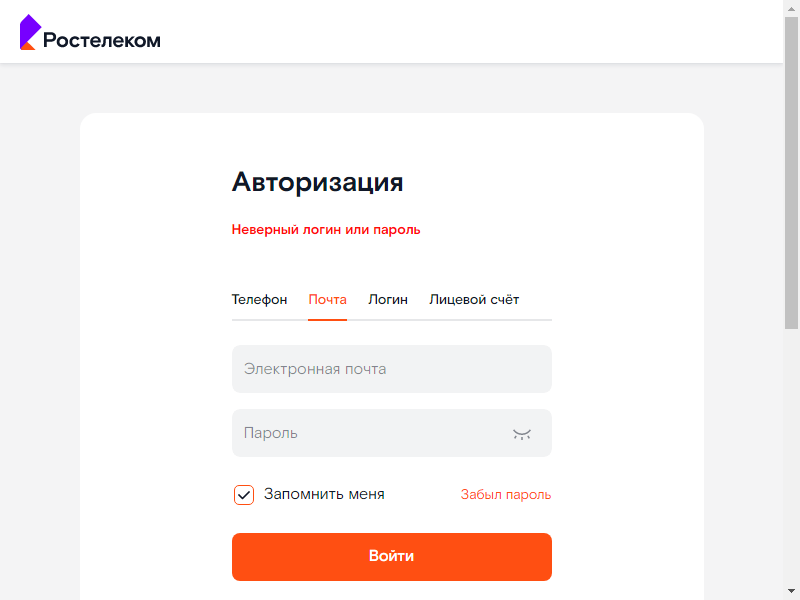 Ростелеком
Авторизация
Неверный логин или пароль
Телефон Почта Логин Лицевой счёт
Электронная почта
Пароль
Запомнить меня Забыл пароль
Войти